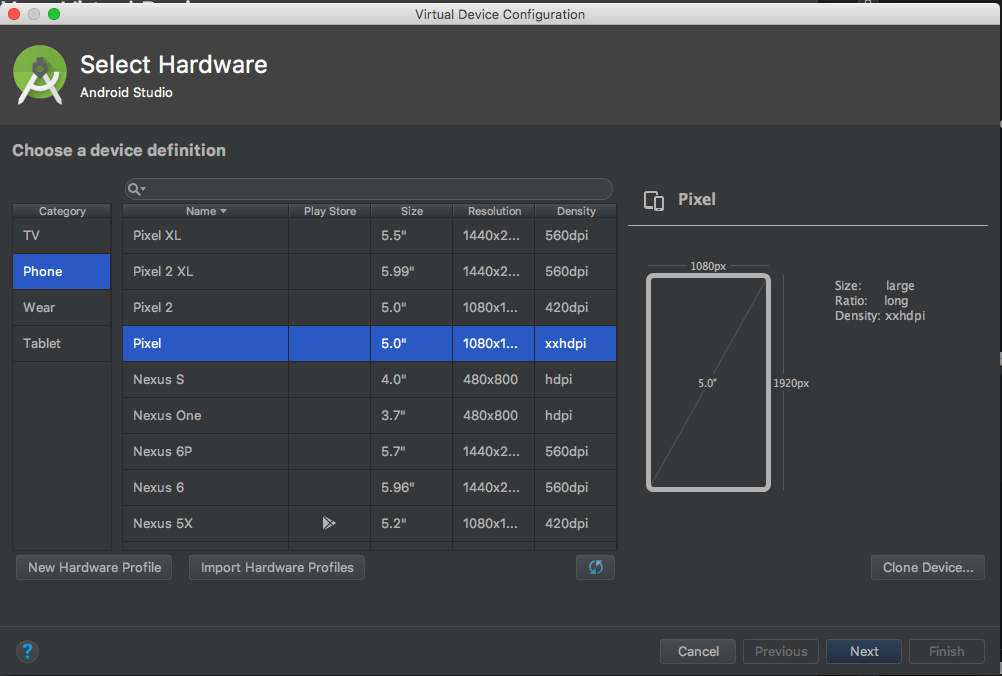 Virtual Device Configuration
Select Hardware
Android Studio
Choose a device definition
Category
TV
Phone
Wear
Tablet
Name Play Store Size Resolution Density
Pixel XL 5.5" 1440x2... 560dpi
Pixel 2 XL 5.99" 1440x2... 560dpi
Pixel 2 5.0" 1080x1... 420dpi
Pixel 5.0" 1080x1... xxhdpi
Nexus S 4.0" 480x800 hdpi
Nexus One 3.7" 480x800 hdpi
Nexus 6P 5.7" 1440x2... 560dpi
Nexus 6 5.96" 1440x2... 560dpi
Nexus 5X 5.2" 1080x1... 420dpi
New Hardware Profile Import Hardware Profiles
Pixel
1080px
5.0"
1920px
Size: large
Ratio: long
Density: xxhdpi
Clone Device...
? Cancel Previous Next Finish